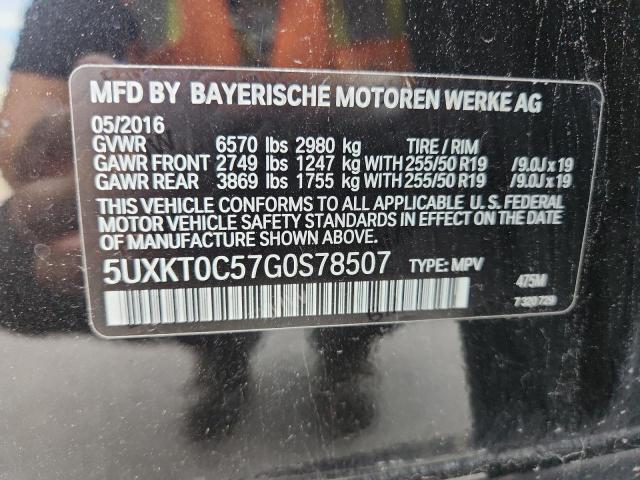 MFD BY BAYERISCHE MOTOREN WERKE AG
05/2016
GVWR 6570 lbs 2980 kg TIRE / RIM
GAWR FRONT 2749 lbs 1247 kg WITH 255/50 R19 /9.0J x 19
GAWR REAR 3869 lbs 1755 kg WITH 255/50 R19 /9.0J x 19
THIS VEHICLE CONFORMS TO ALL APPLICABLE U.S. FEDERAL
MOTOR VEHICLE SAFETY STANDARDS IN EFFECT ON THE DATE
OF MANUFACTURE SHOWN ABOVE.
5UXKT0C57G0S78507 TYPE: MPV
475M